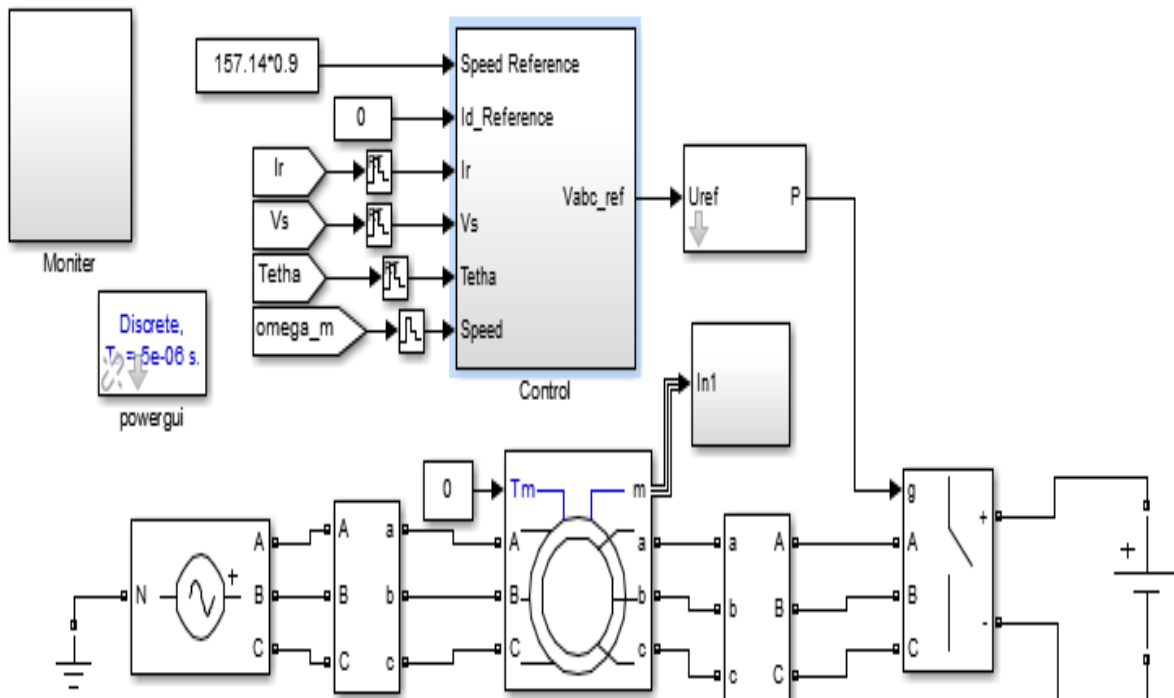 157.14*0.9
0
Ir
Vs
Tetha
omega_m
Speed Reference
Id_Reference
Ir
Vs
Tetha
Speed
Vabc_ref
Control
Uref
P
Moniter
Discrete,
5e-06 s.
powergui
In1
0
Tm
m
A
B
C
a
b
c
N
+
A
B
C
A
B
C
a
b
c
a
b
c
A
B
C
g
A
B
C
+
-
+